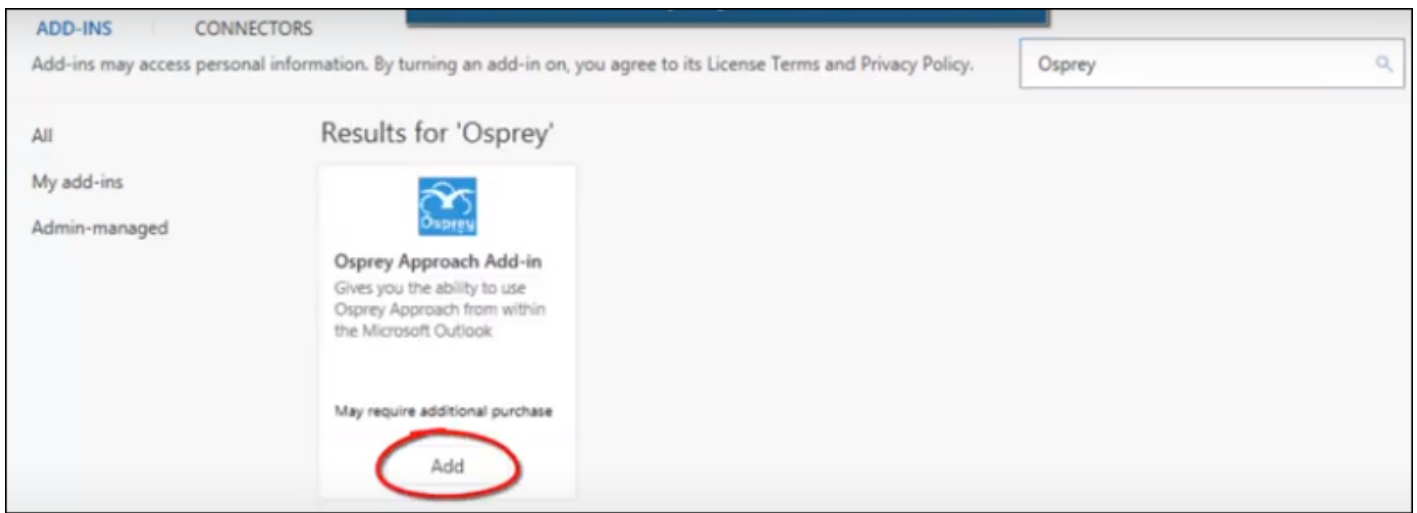 ADD-INS CONNECTORS
Add-ins may access personal information. By turning an add-in on, you agree to its License Terms and Privacy Policy.
Osprey
All
My add-ins
Admin-managed
Results for 'Osprey'
Osprey
Osprey Approach Add-in
Gives you the ability to use
Osprey Approach from within
the Microsoft Outlook
May require additional purchase
Add